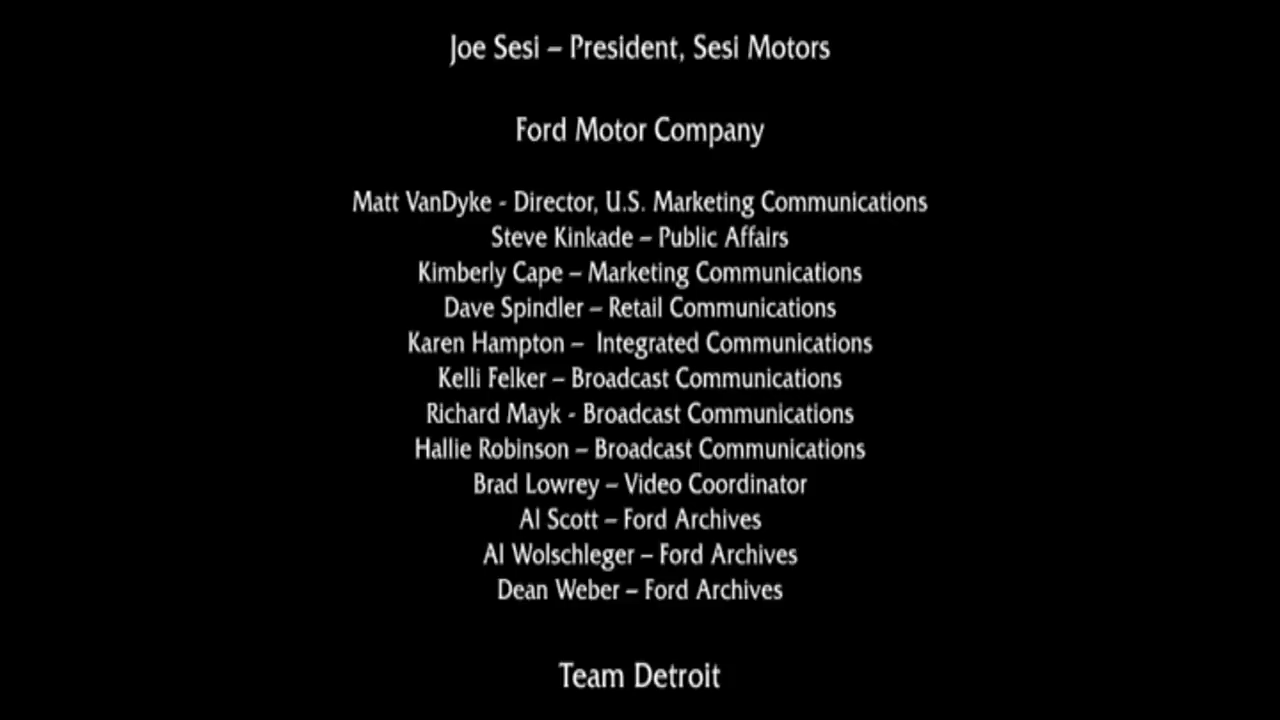 Joe Sesi – President, Sesi Motors
Ford Motor Company
Matt VanDyke - Director, U.S. Marketing Communications
Steve Kinkade – Public Affairs
Kimberly Cape – Marketing Communications
Dave Spindler – Retail Communications
Karen Hampton –  Integrated Communications
Kelli Felker – Broadcast Communications
Richard Mayk - Broadcast Communications
Hallie Robinson – Broadcast Communications
Brad Lowrey – Video Coordinator
Al Scott – Ford Archives
Al Wolschleger – Ford Archives
Dean Weber – Ford Archives
Team Detroit